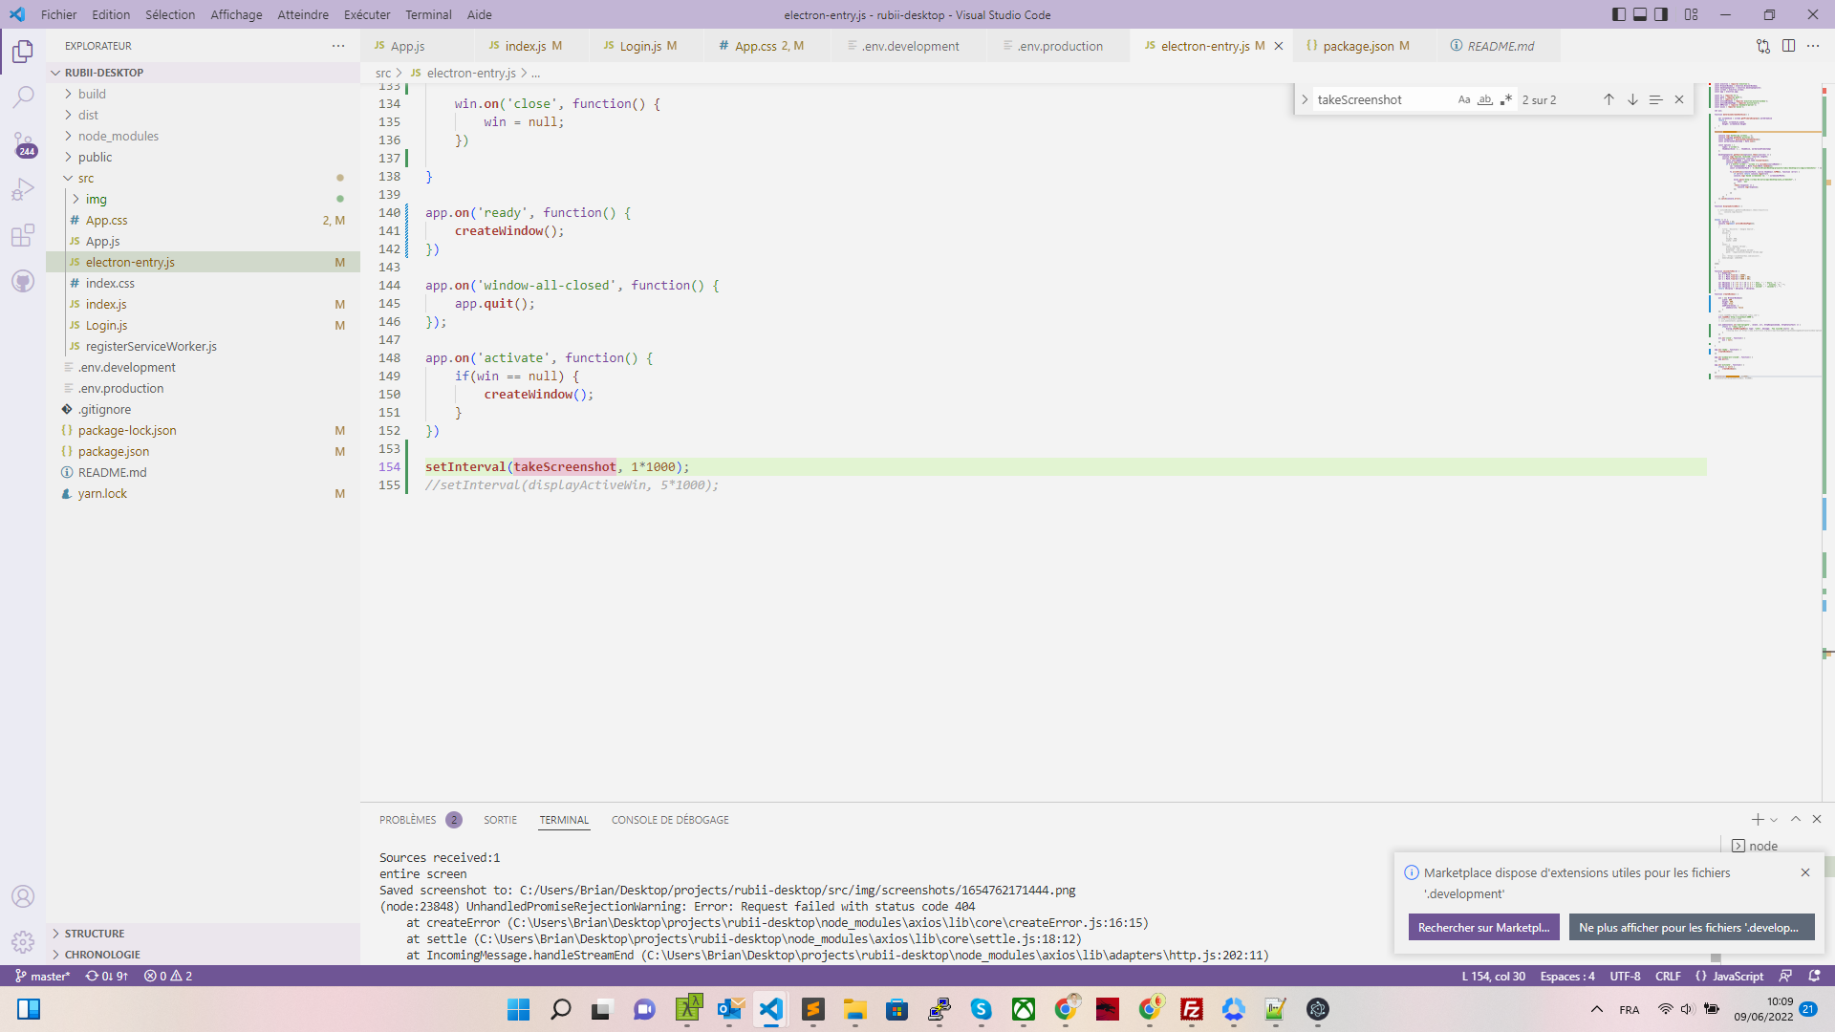 Fichier Edition Sélection Affichage Atteindre Exécuter Terminal Aide
electron-entry.js - rubii-desktop - Visual Studio Code
EXPLORATEUR
RUBII-DESKTOP
build
dist
node_modules
public
src
img
# App.css 2, M
JS App.js
JS electron-entry.js M
# index.css
JS index.js M
JS Login.js M
JS registerServiceWorker.js
.env.development
.env.production
.gitignore
{} package-lock.json M
{} package.json M
README.md
yarn.lock M
STRUCTURE
CHRONOLOGIE
244
JS App.js
JS index.js M
JS Login.js M
# App.css 2, M
.env.development
.env.production
JS electron-entry.js M
{} package.json M
README.md
src > JS electron-entry.js > ...
takeScreenshot Aa ab .* 2 sur 2
133
134 win.on('close', function() {
135 win = null;
136 })
137
138 }
139
140 app.on('ready', function() {
141 createWindow();
142 })
143
144 app.on('window-all-closed', function() {
145 app.quit();
146 });
147
148 app.on('activate', function() {
149 if(win == null) {
150 createWindow();
151 }
152 })
153
154 setInterval(takeScreenshot, 1*1000);
155 //setInterval(displayActiveWin, 5*1000);
PROBLÈMES 2 SORTIE TERMINAL CONSOLE DE DÉBOGAGE
node
Sources received:1
entire screen
Saved screenshot to: C:/Users/Brian/Desktop/projects/rubii-desktop/src/img/screenshots/1654762171444.png
(node:23848) UnhandledPromiseRejectionWarning: Error: Request failed with status code 404
at createError (C:\Users\Brian\Desktop\projects\rubii-desktop\node_modules\axios\lib\core\createError.js:16:15)
at settle (C:\Users\Brian\Desktop\projects\rubii-desktop\node_modules\axios\lib\core\settle.js:18:12)
at IncomingMessage.handleStreamEnd (C:\Users\Brian\Desktop\projects\rubii-desktop\node_modules\axios\lib\adapters\http.js:202:11)
Marketplace dispose d'extensions utiles pour les fichiers
'.development'
Rechercher sur Marketpl...
Ne plus afficher pour les fichiers '.develop...
master* 0↓ 9↑ 0 2
L 154, col 30 Espaces : 4 UTF-8 CRLF {} JavaScript
FRA
10:09
09/06/2022
21